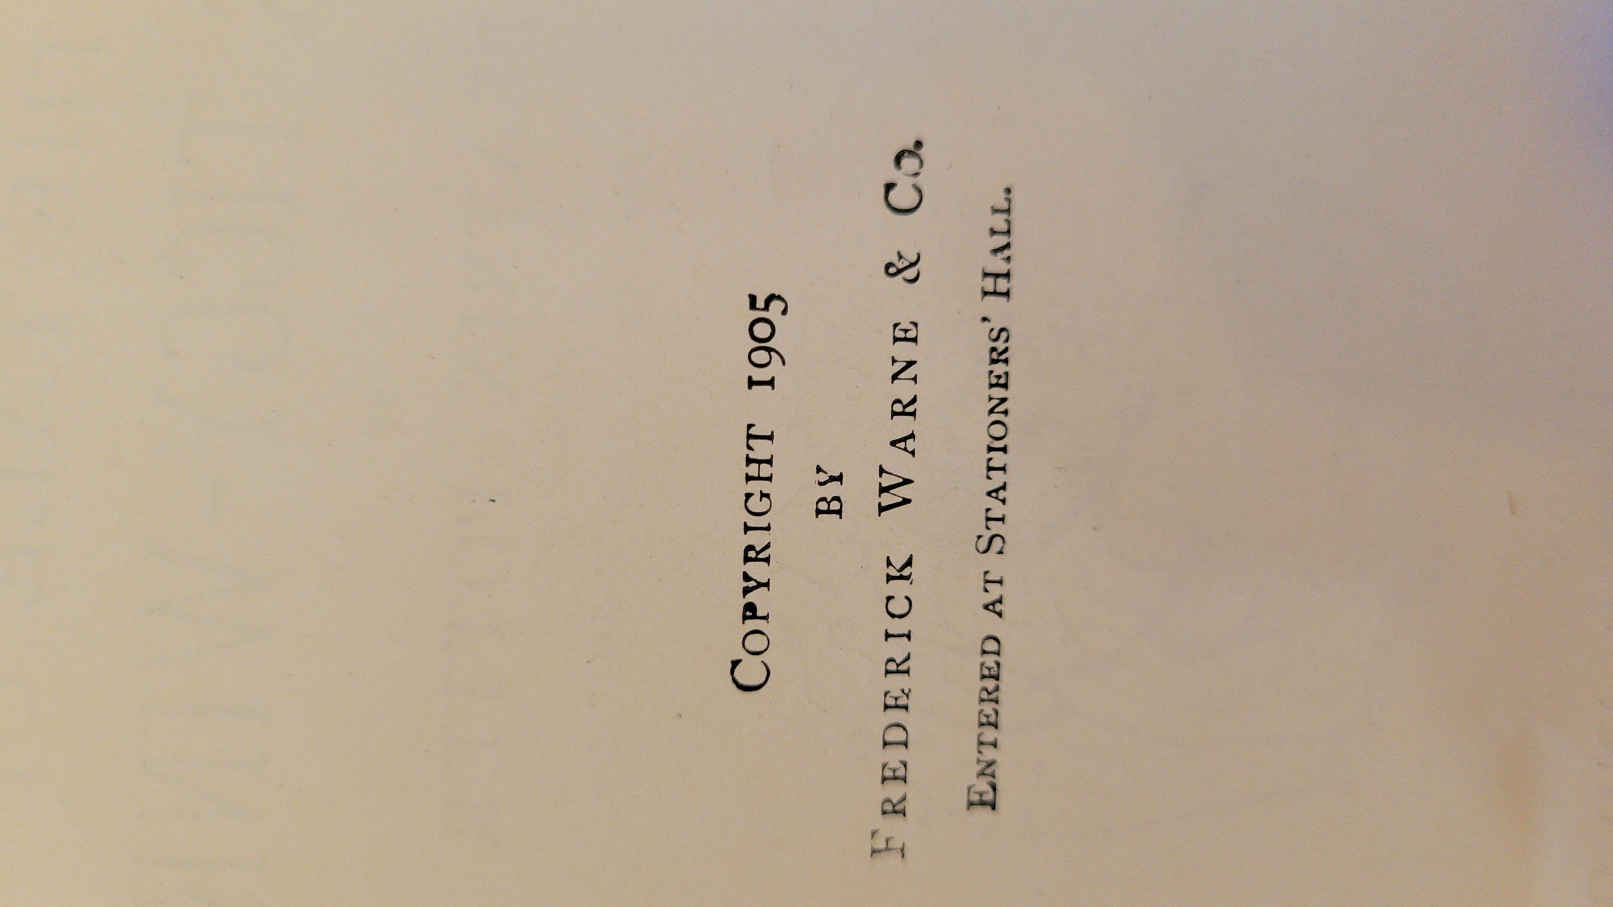 COPYRIGHT 1905
BY
FREDERICK WARNE & Co.
ENTERED AT STATIONERS' HALL.